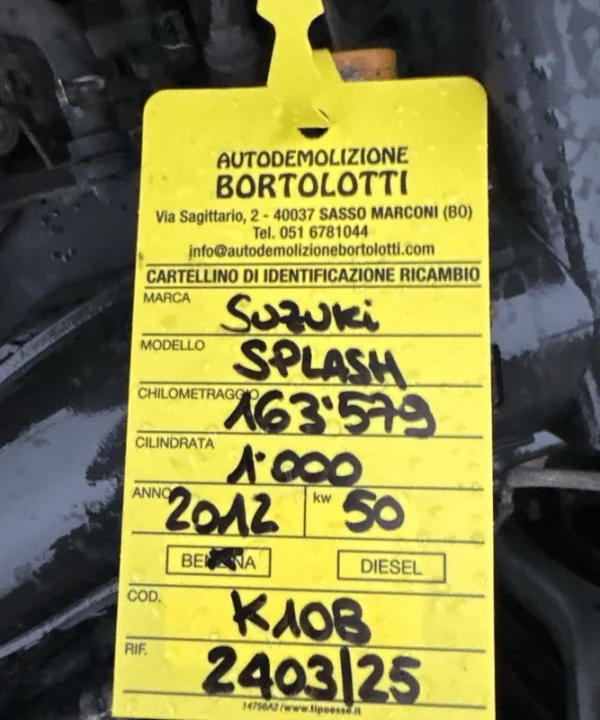 AUTODEMOLIZIONE
BORTOLOTTI
Via Sagittario, 2 - 40037 SASSO MARCONI (BO)
Tel. 051 6781044
info@autodemolizionebortolotti.com
CARTELLINO DI IDENTIFICAZIONE RICAMBIO
MARCA SUZUKi
MODELLO SPLASH
CHILOMETRAGGIO 163'579
CILINDRATA 1.000
ANNO 2012 kw 50
BENZINA DIESEL
COD. K10B
RIF. 2403/25
14756A2/www.tipoesse.it